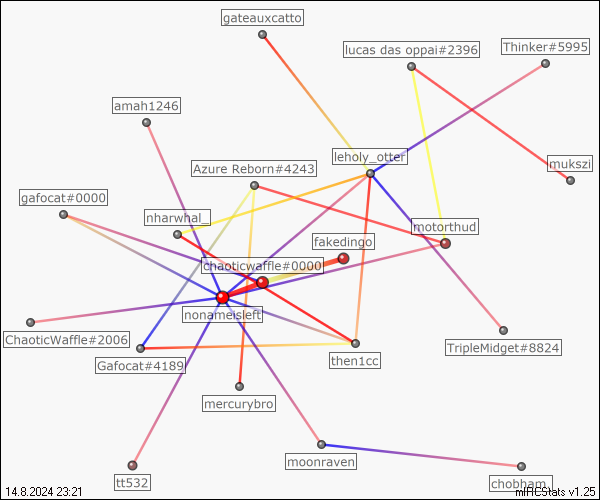 gateauxcatto
lucas das oppai#2396
Thinker#5995
amah1246
leholy_otter
mukszi
Azure Reborn#4243
gafocat#0000
nharwhal_
motorthud
fakedingo
chaoticwaffle#0000
nonameisleft
ChaoticWaffle#2006
TripleMidget#8824
then1cc
Gafocat#4189
mercurybro
moonraven
tt532
chobham_
14.8.2024 23:21
mIRCStats v1.25